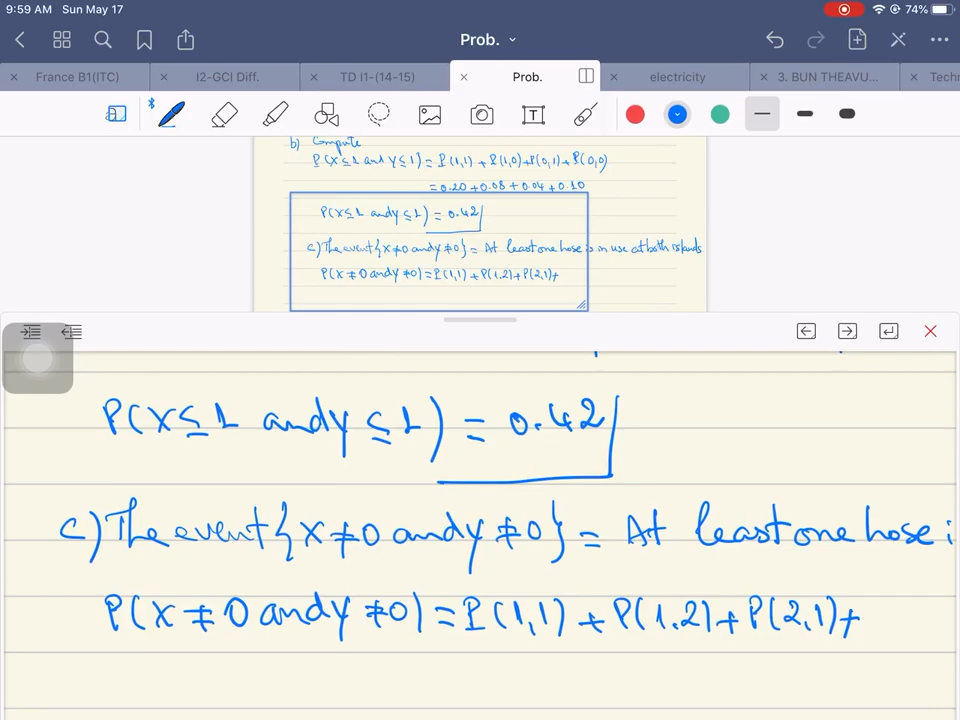 9:59 AM Sun May 17
74%
Prob.
France B1(ITC)
I2-GCI Diff.
TD I1-(14-15)
Prob.
electricity
3. BUN THEAVU...
Techn
b) Compute
P(X≤1 and Y≤1) = P(1,1) + P(1,0)+P(0,1)+P(0,0)
= 0.20 + 0.08 + 0.04 + 0.10
P(X≤1 and y≤1) = 0.42
c) The event {X≠0 and y≠0} = At least one hose is in use at both islands
P(X≠0 and y≠0) = P(1,1) + P(1,2) + P(2,1) +
P(X≤1 and y≤1) = 0.42
c) The event {X≠0 and y≠0} = At least one hose i
P(X≠0 and y≠0) = P(1,1) + P(1.2) + P(2,1) +